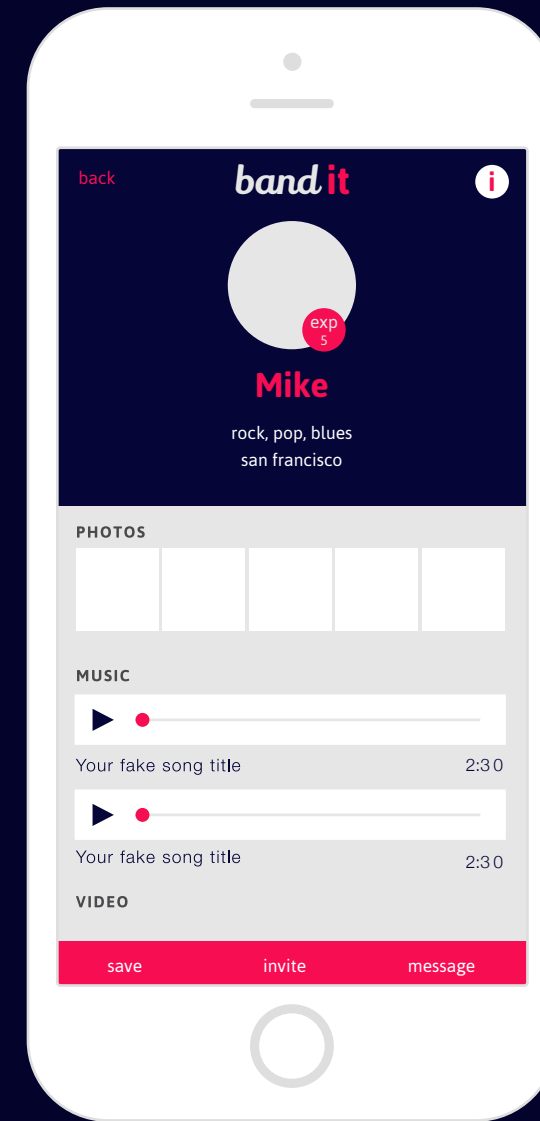 back
band it
i
exp
5
Mike
rock, pop, blues
san francisco
PHOTOS
MUSIC
Your fake song title 2:30
Your fake song title 2:30
VIDEO
save invite message